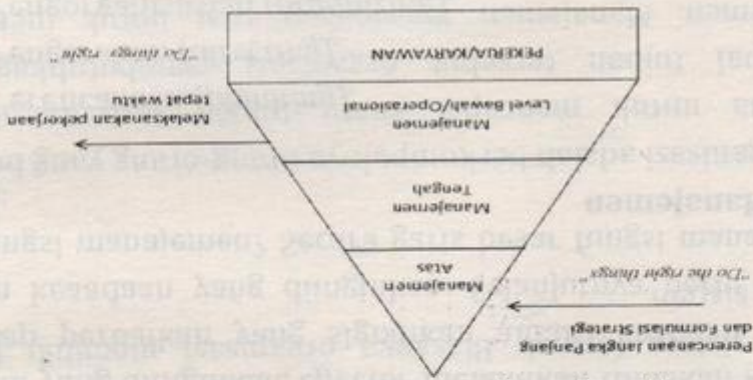 Perencanaan Jangka Panjang
dan Formulasi Strategi
"Do the right things"
Manajemen
Atas
Manajemen
Tengah
Manajemen
Level Bawah/Operasional
Melaksanakan pekerjaan
tepat waktu
PEKERJA/KARYAWAN
"Do things right"